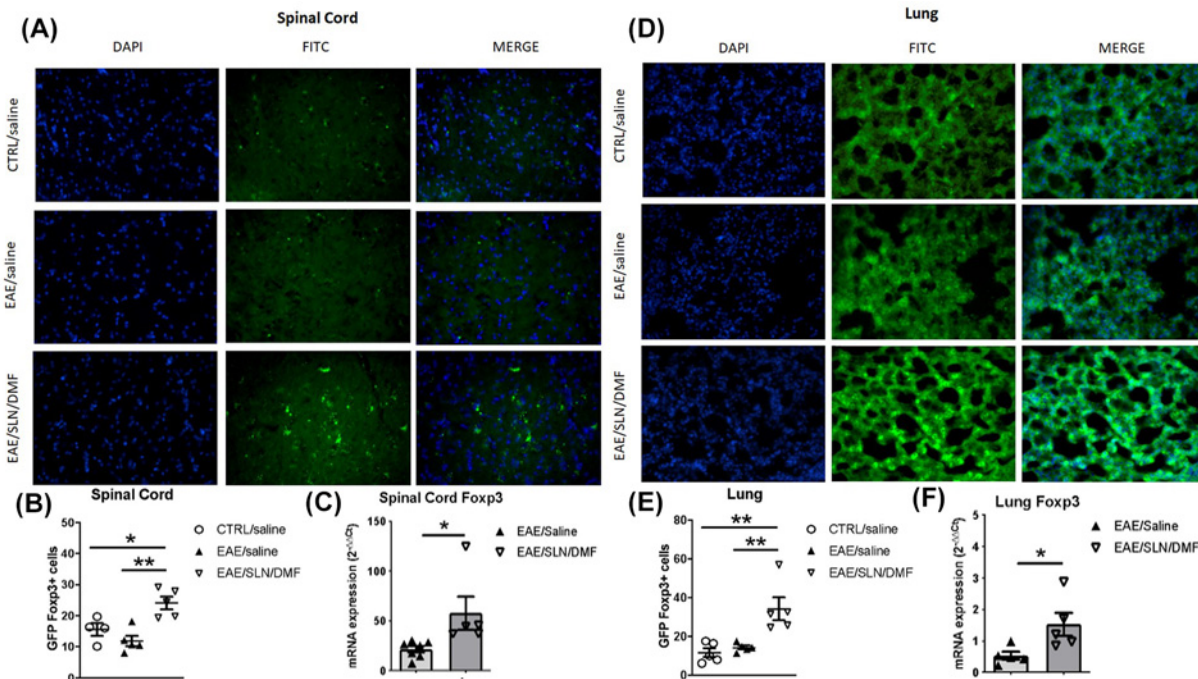 (A)
Spinal Cord
DAPI FITC MERGE
CTRL/saline
EAE/saline
EAE/SLN/DMF
(D)
Lung
DAPI FITC MERGE
CTRL/saline
EAE/saline
EAE/SLN/DMF
(B)
Spinal Cord
GFP Foxp3+ cells
50
40
30
20
10
0
*
**
CTRL/saline
EAE/saline
EAE/SLN/DMF
(C)
Spinal Cord Foxp3
mRNA expression (2^-ΔΔCt)
150
100
50
0
*
EAE/Saline
EAE/SLN/DMF
(E)
Lung
GFP Foxp3+ cells
80
60
40
20
0
**
**
CTRL/saline
EAE/saline
EAE/SLN/DMF
(F)
Lung Foxp3
mRNA expression (2^-ΔΔCt)
5
4
3
2
1
0
*
EAE/Saline
EAE/SLN/DMF